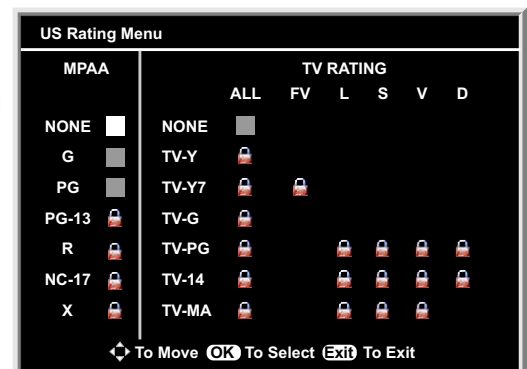 US Rating Menu
MPAA TV RATING
ALL FV L S V D
NONE NONE
G TV-Y
PG TV-Y7
PG-13 TV-G
R TV-PG
NC-17 TV-14
X TV-MA
To Move OK To Select Exit To Exit